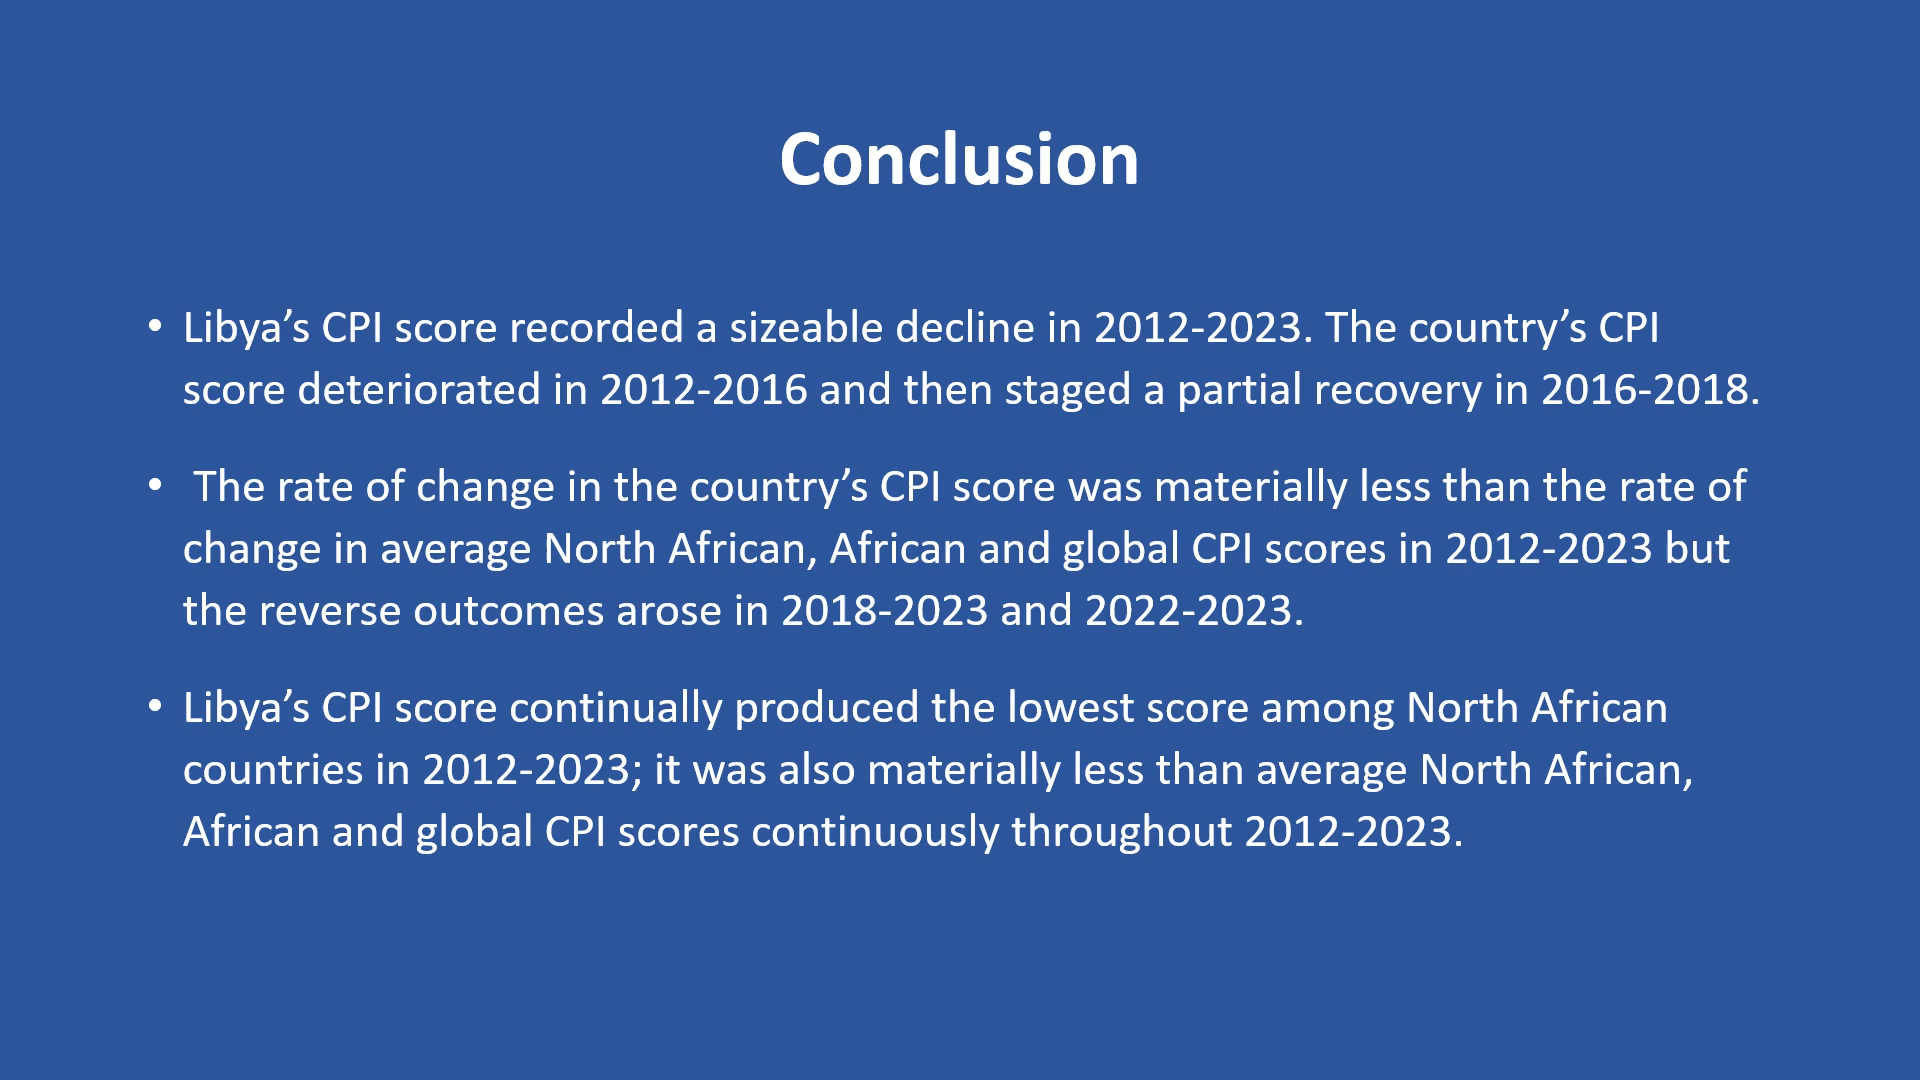 Conclusion
• Libya’s CPI score recorded a sizeable decline in 2012-2023. The country’s CPI
score deteriorated in 2012-2016 and then staged a partial recovery in 2016-2018.
• The rate of change in the country’s CPI score was materially less than the rate of
change in average North African, African and global CPI scores in 2012-2023 but
the reverse outcomes arose in 2018-2023 and 2022-2023.
• Libya’s CPI score continually produced the lowest score among North African
countries in 2012-2023; it was also materially less than average North African,
African and global CPI scores continuously throughout 2012-2023.